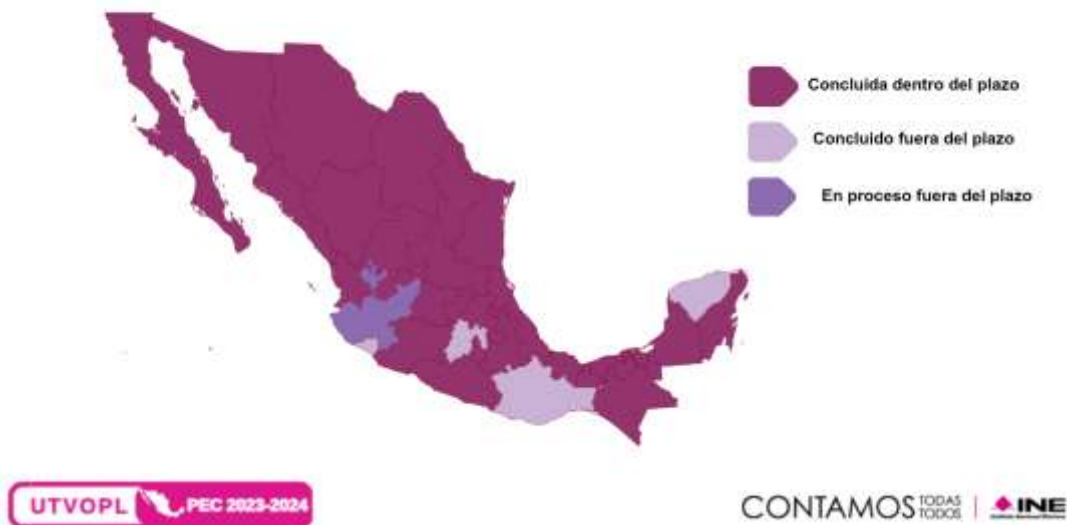 Concluida dentro del plazo
Concluido fuera del plazo
En proceso fuera del plazo
UTVOPL PEC 2023-2024
CONTAMOS TODAS TODOS
INE